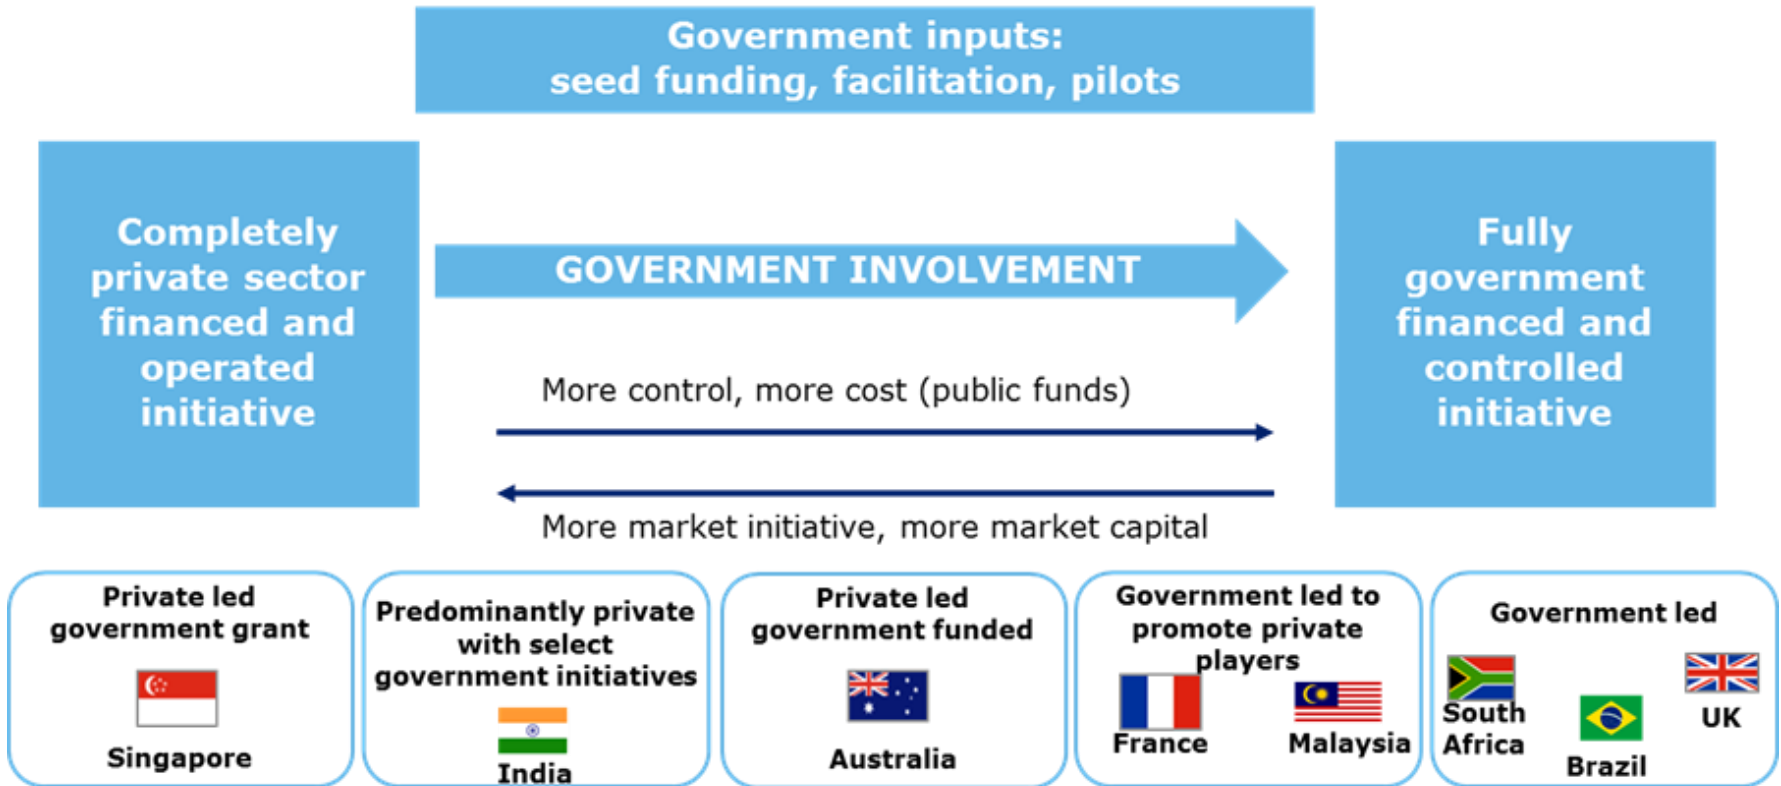 Government inputs:
seed funding, facilitation, pilots
Completely
private sector
financed and
operated
initiative
GOVERNMENT INVOLVEMENT
Fully
government
financed and
controlled
initiative
More control, more cost (public funds)
More market initiative, more market capital
Private led
government grant
Singapore
Predominantly private
with select
government initiatives
India
Private led
government funded
Australia
Government led to
promote private
players
France
Malaysia
Government led
South
Africa
Brazil
UK